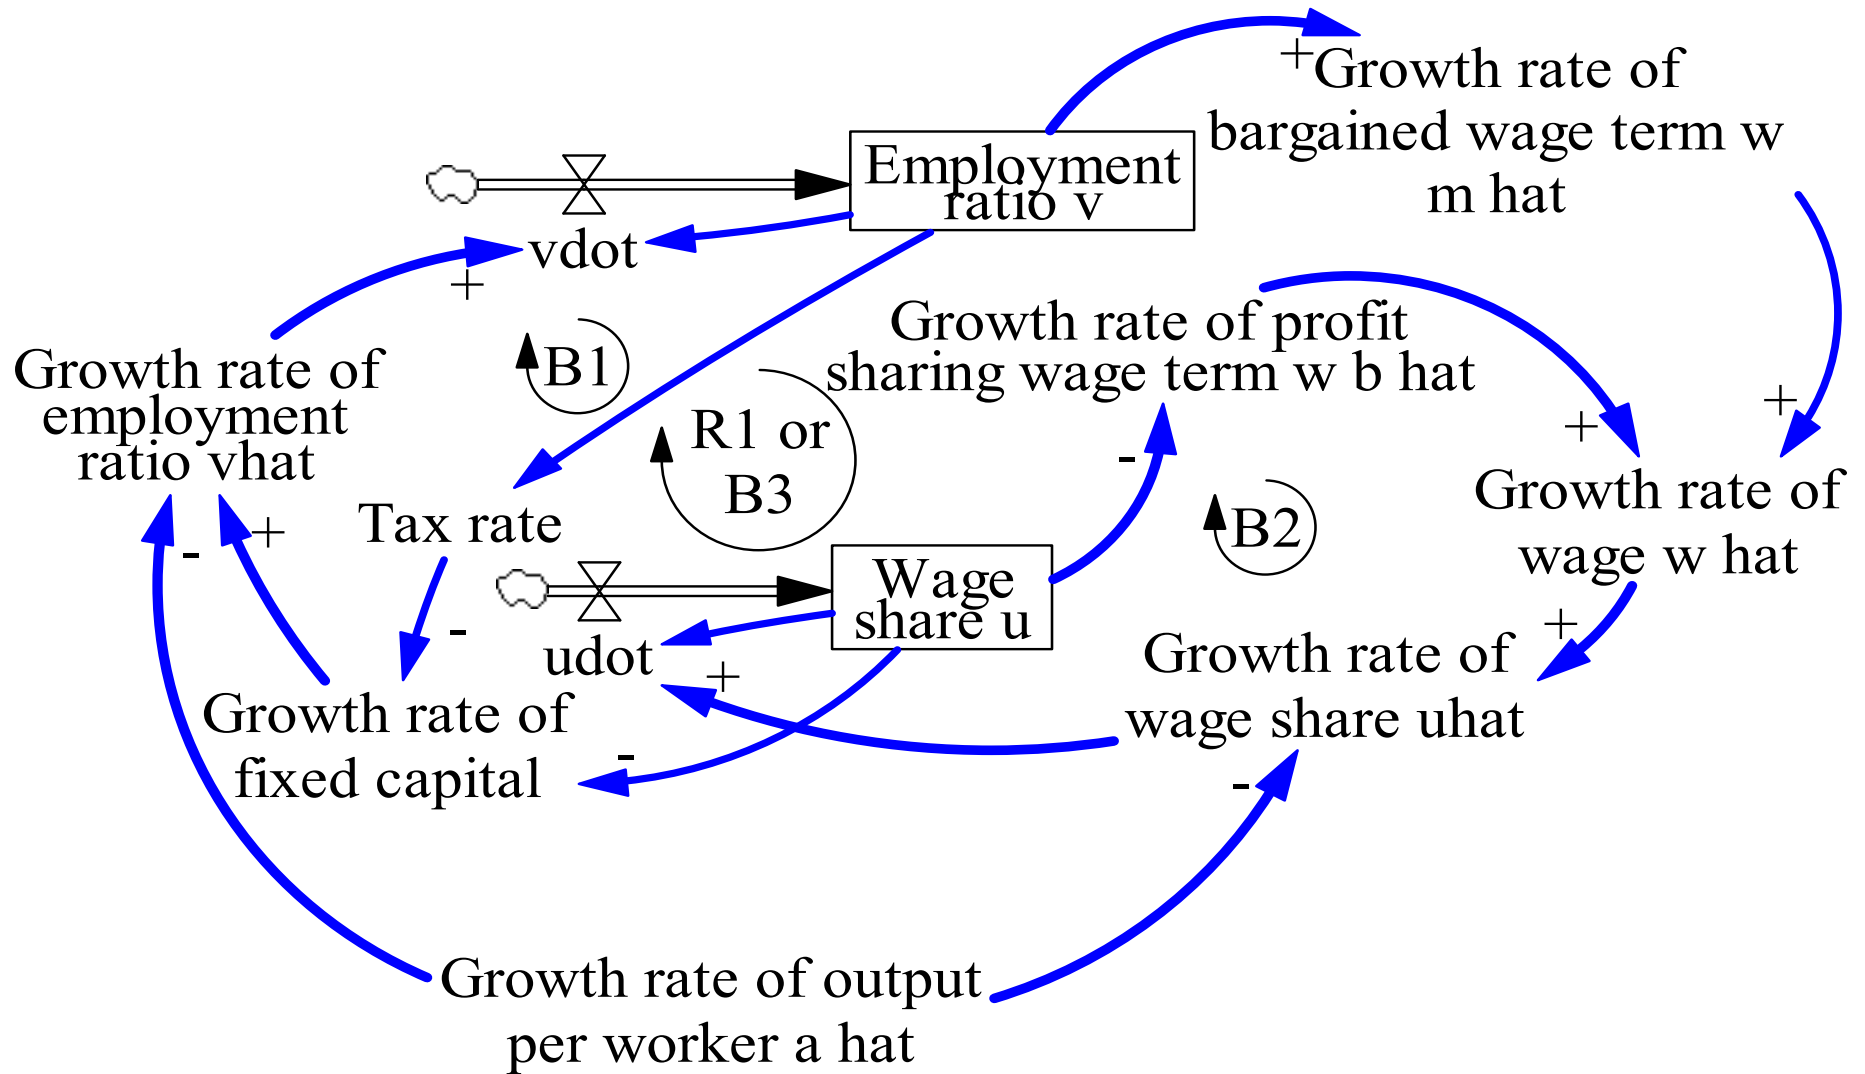 +
Growth rate of
bargained wage term w
m hat
Employment
ratio v
vdot
+
Growth rate of profit
sharing wage term w b hat
Growth rate of
employment
ratio vhat
B1
+
+
R1 or
B3
-
Growth rate of
wage w hat
-
+
Tax rate
B2
Wage
share u
-
udot
+
+
Growth rate of
wage share uhat
Growth rate of
fixed capital
-
-
Growth rate of output
per worker a hat